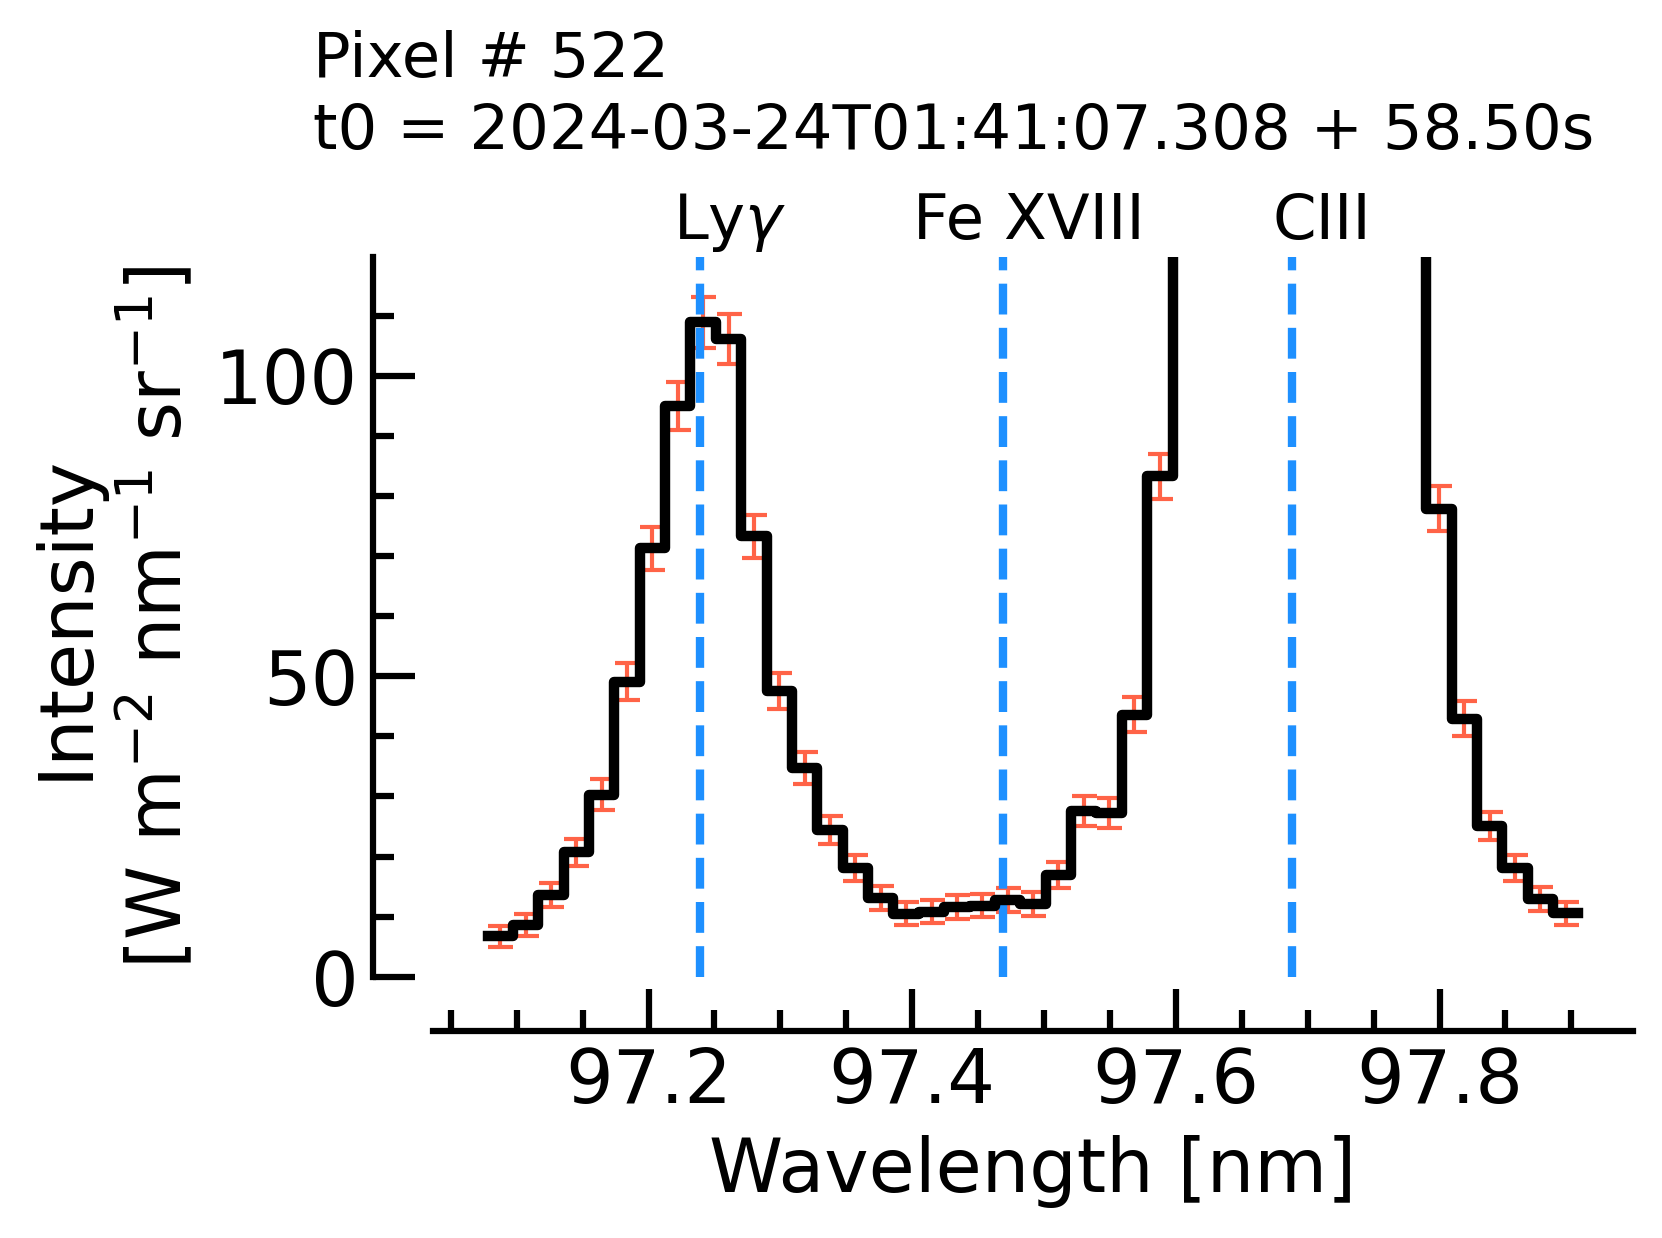 Pixel # 522
t0 = 2024-03-24T01:41:07.308 + 58.50s
Lyγ
Fe XVIII
CIII
Intensity
[W m⁻² nm⁻¹ sr⁻¹]
100
50
0
97.2
97.4
97.6
97.8
Wavelength [nm]